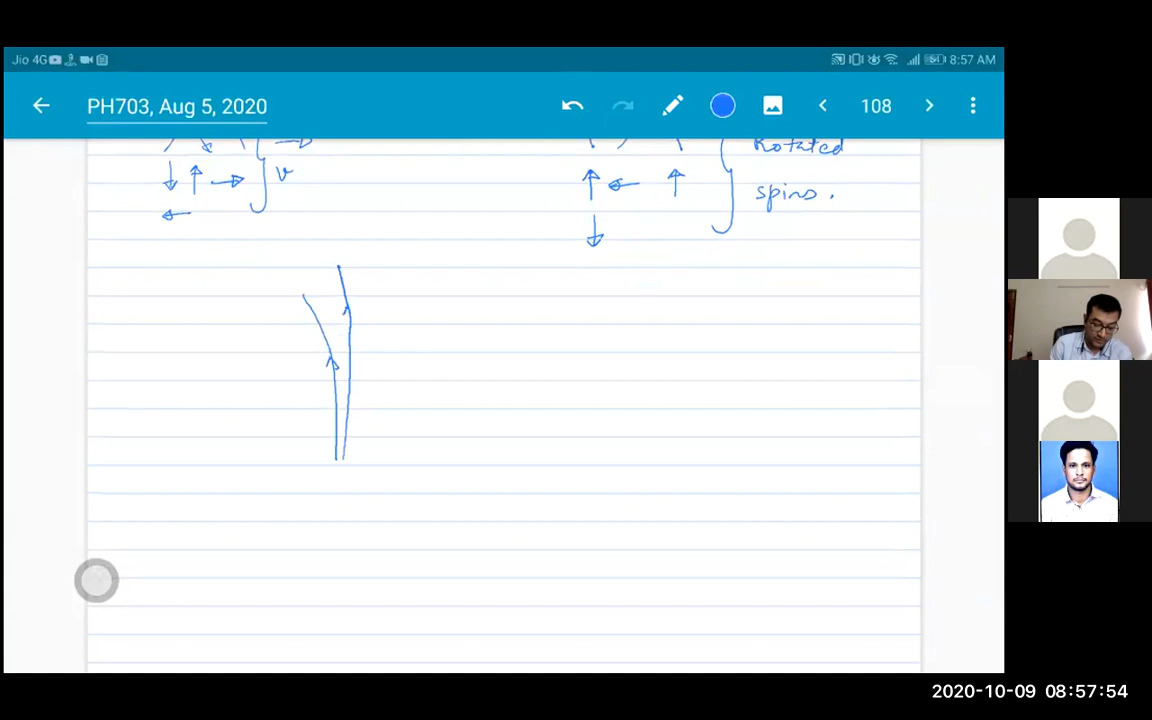 Jio 4G 8:57 AM
PH703, Aug 5, 2020 108
Rotated
v
spins.
2020-10-09 08:57:54